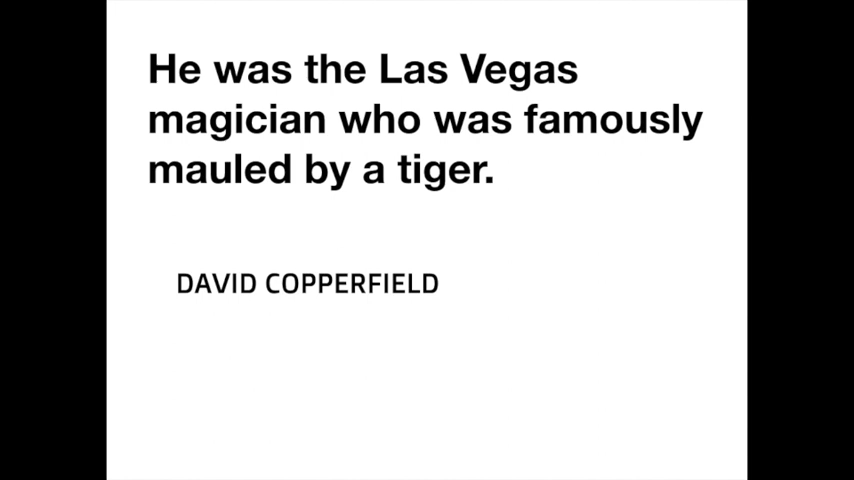 He was the Las Vegas
magician who was famously
mauled by a tiger.
DAVID COPPERFIELD